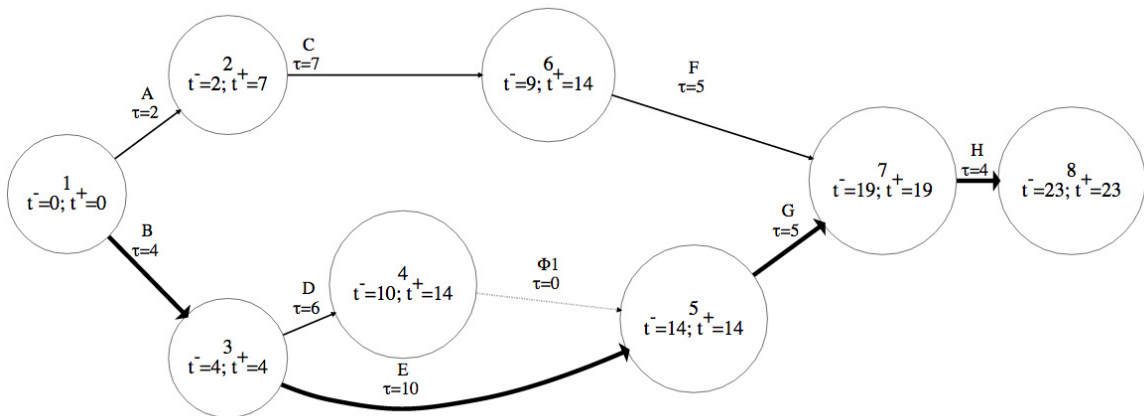 A
τ=2
2
t⁻=2; t⁺=7
C
τ=7
6
t⁻=9; t⁺=14
F
τ=5
1
t⁻=0; t⁺=0
7
t⁻=19; t⁺=19
H
τ=4
8
t⁻=23; t⁺=23
B
τ=4
4
t⁻=10; t⁺=14
Φ1
τ=0
G
τ=5
D
τ=6
5
t⁻=14; t⁺=14
3
t⁻=4; t⁺=4
E
τ=10